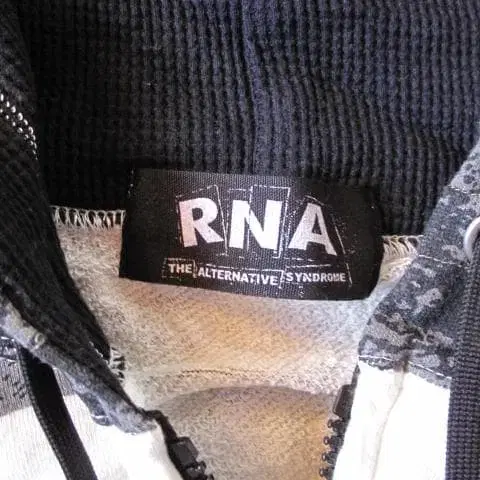 RNA
THE ALTERNATIVE SYNDROME